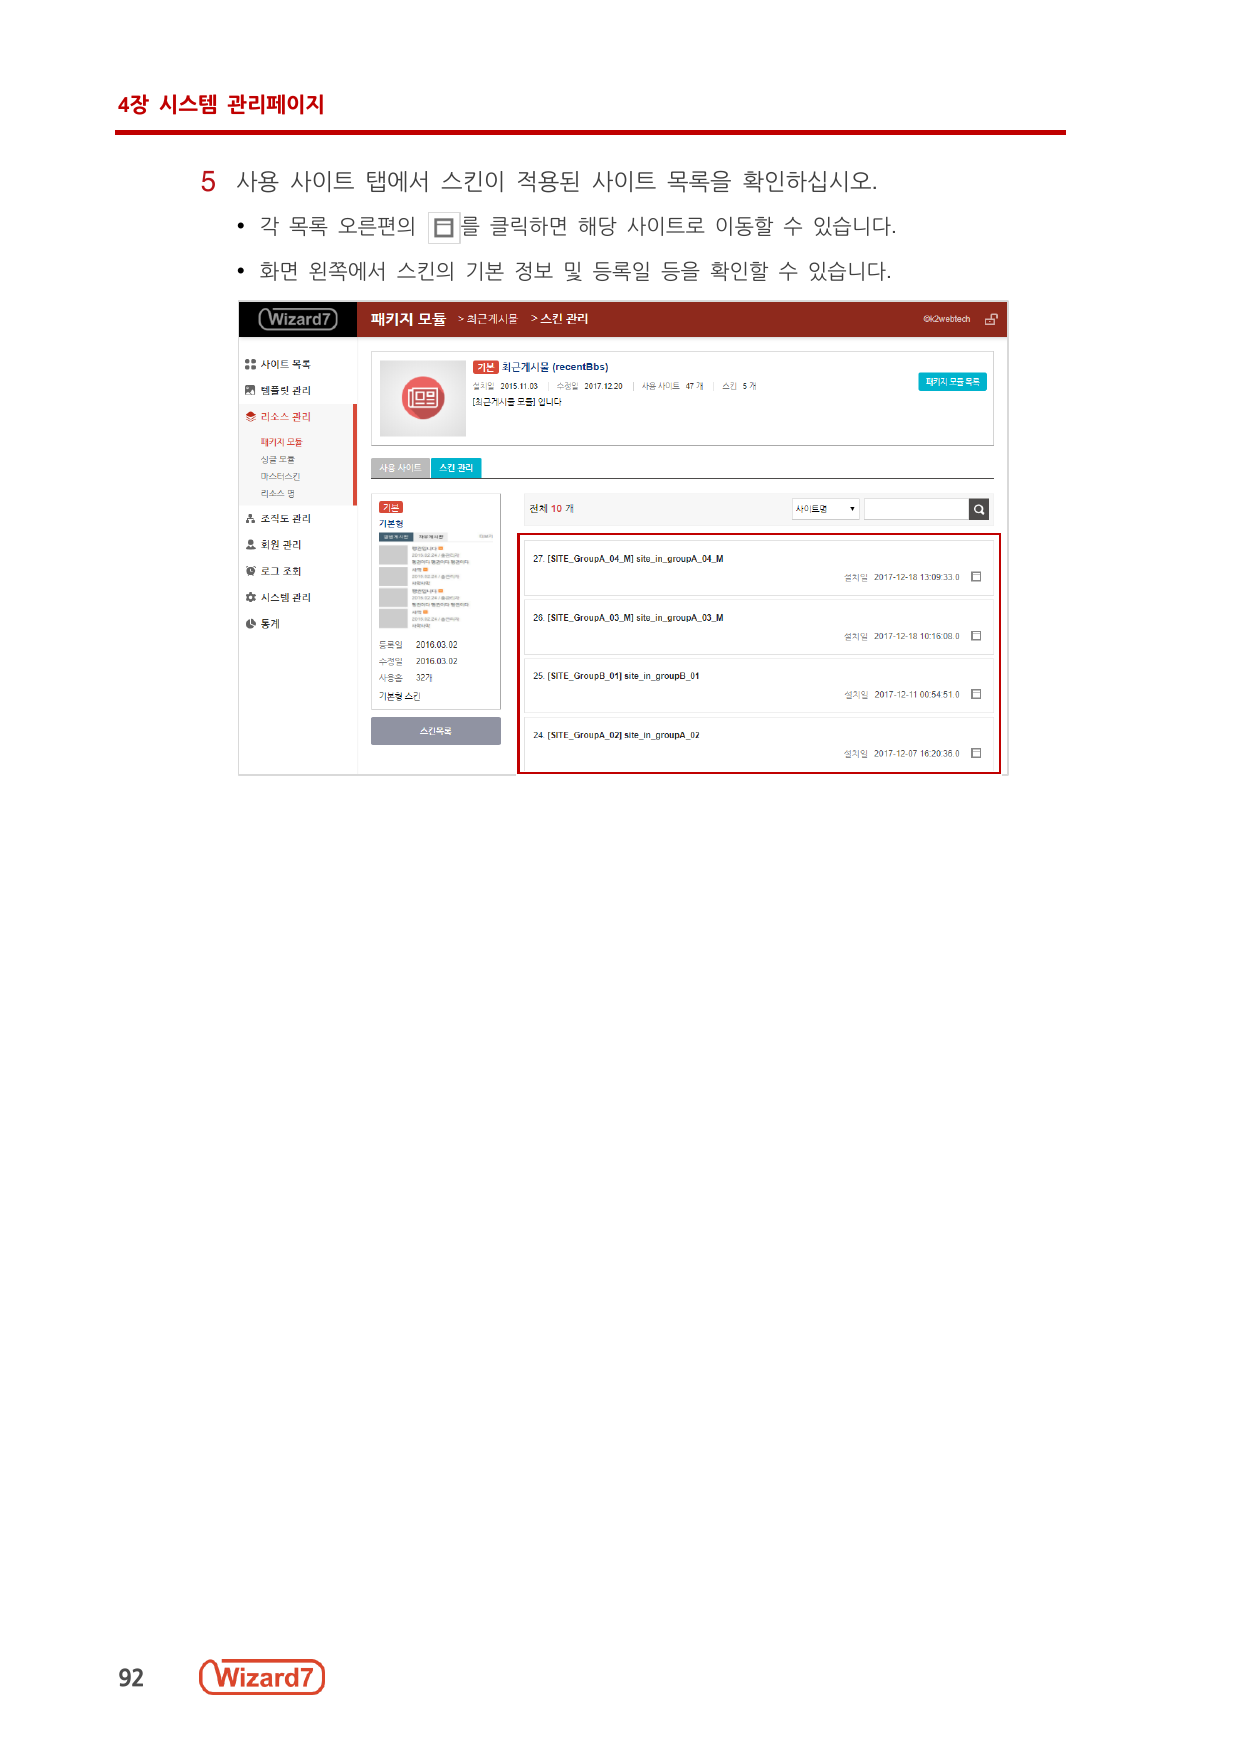 4장 시스템 관리페이지
5 사용 사이트 탭에서 스킨이 적용된 사이트 목록을 확인하십시오.
• 각 목록 오른편의 를 클릭하면 해당 사이트로 이동할 수 있습니다.
• 화면 왼쪽에서 스킨의 기본 정보 및 등록일 등을 확인할 수 있습니다.
Wizard7 패키지 모듈 > 최근게시물 > 스킨 관리 @k2webtech
사이트 목록
템플릿 관리
리소스 관리
패키지 모듈
싱글 모듈
마스터스킨
리소스 맵
조직도 관리
회원 관리
로그 조회
시스템 관리
통계
기본 최근게시물 (recentBbs)
설치일 2015.11.03 | 수정일 2017.12.20 | 사용 사이트 47 개 | 스킨 5 개
[최근게시물 모듈] 입니다
패키지 모듈 목록
사용 사이트 스킨 관리
기본
기본형
등록일 2016.03.02
수정일 2016.03.02
사용홈 32개
기본형 스킨
스킨목록
전체 10 개 사이트명
27. [SITE_GroupA_04_M] site_in_groupA_04_M
설치일 2017-12-18 13:09:33.0
26. [SITE_GroupA_03_M] site_in_groupA_03_M
설치일 2017-12-18 10:16:08.0
25. [SITE_GroupB_01] site_in_groupB_01
설치일 2017-12-11 00:54:51.0
24. [SITE_GroupA_02] site_in_groupA_02
설치일 2017-12-07 16:20:36.0
92 Wizard7